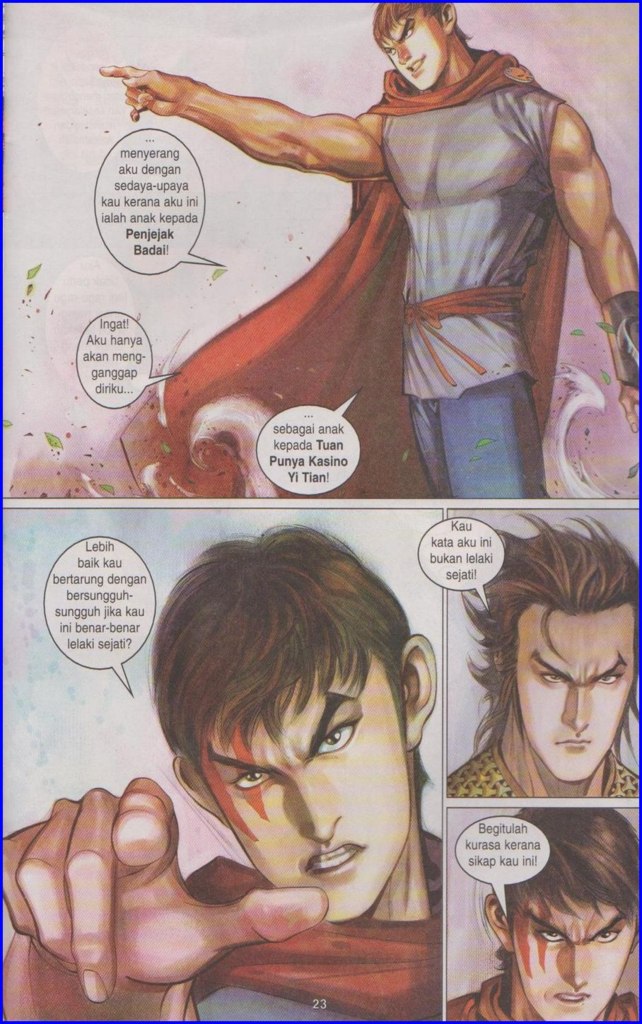 ...
menyerang
aku dengan
sedaya-upaya
kau kerana aku ini
ialah anak kepada
Penjejak
Badai!
Ingat!
Aku hanya
akan meng-
ganggap
diriku...
...
sebagai anak
kepada Tuan
Punya Kasino
Yi Tian!
Lebih
baik kau
bertarung dengan
bersungguh-
sungguh jika kau
ini benar-benar
lelaki sejati?
Kau
kata aku ini
bukan lelaki
sejati!
Begitulah
kurasa kerana
sikap kau ini!
23